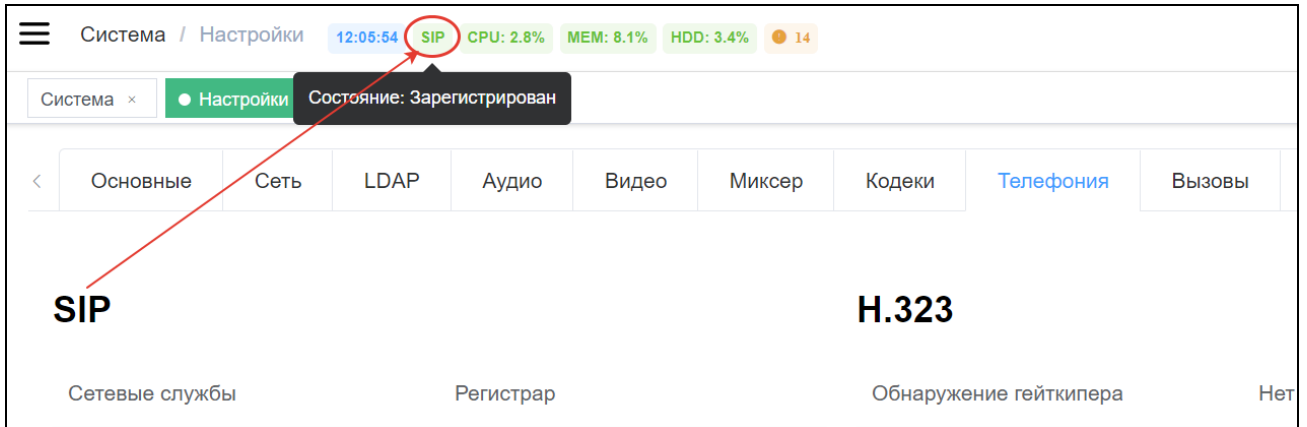 Система / Настройки 12:05:54 SIP CPU: 2.8% MEM: 8.1% HDD: 3.4% 14
Система × Настройки Состояние: Зарегистрирован
Основные Сеть LDAP Аудио Видео Миксер Кодеки Телефония Вызовы
SIP H.323
Сетевые службы Регистрар Обнаружение гейткипера Нет